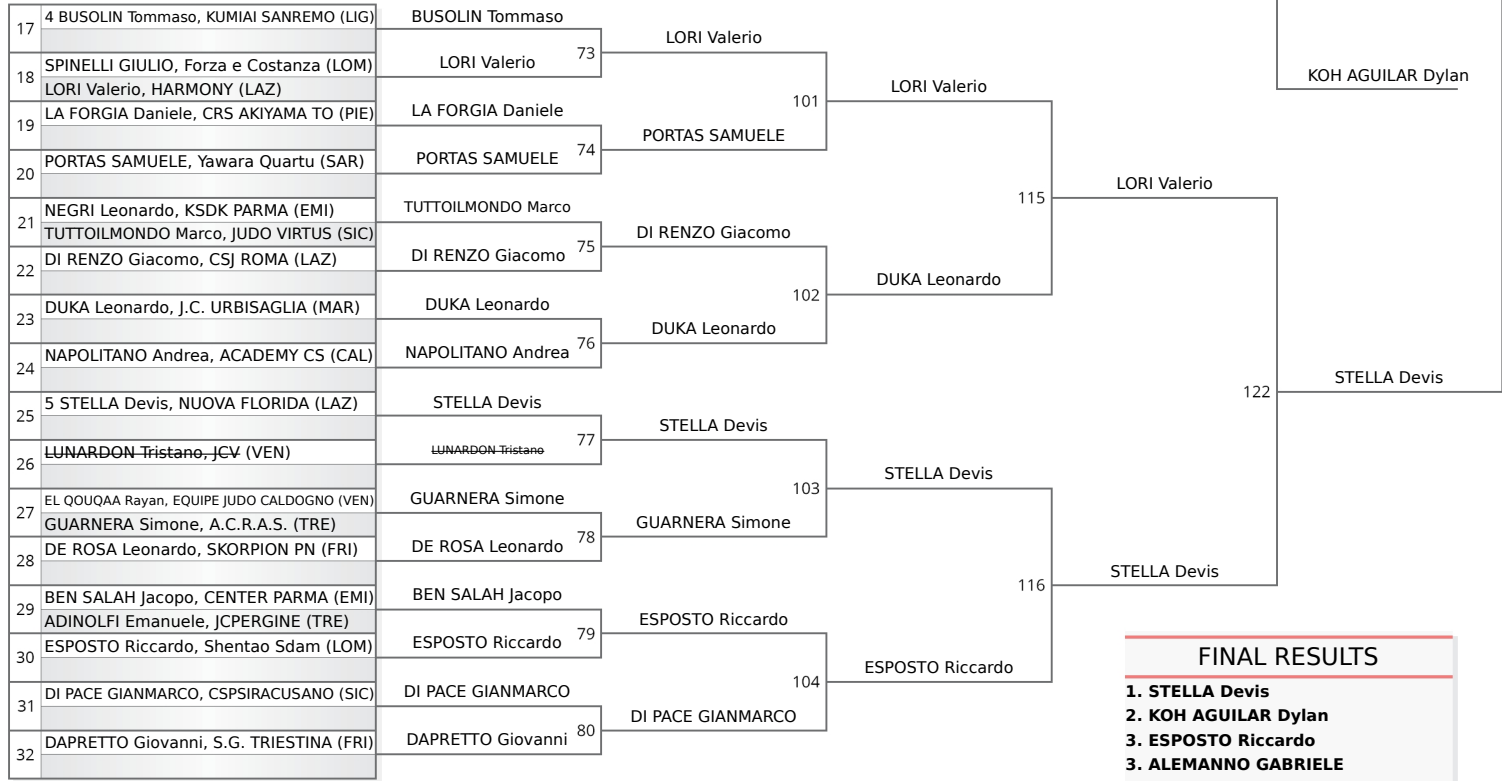 17
4 BUSOLIN Tommaso, KUMIAI SANREMO (LIG)
18
SPINELLI GIULIO, Forza e Costanza (LOM)
LORI Valerio, HARMONY (LAZ)
19
LA FORGIA Daniele, CRS AKIYAMA TO (PIE)
20
PORTAS SAMUELE, Yawara Quartu (SAR)
21
NEGRI Leonardo, KSDK PARMA (EMI)
TUTTOILMONDO Marco, JUDO VIRTUS (SIC)
22
DI RENZO Giacomo, CSJ ROMA (LAZ)
23
DUKA Leonardo, J.C. URBISAGLIA (MAR)
24
NAPOLITANO Andrea, ACADEMY CS (CAL)
25
5 STELLA Devis, NUOVA FLORIDA (LAZ)
26
LUNARDON Tristano, JCV (VEN)
27
EL QOUQAA Rayan, EQUIPE JUDO CALDOGNO (VEN)
GUARNERA Simone, A.C.R.A.S. (TRE)
28
DE ROSA Leonardo, SKORPION PN (FRI)
29
BEN SALAH Jacopo, CENTER PARMA (EMI)
ADINOLFI Emanuele, JCPERGINE (TRE)
30
ESPOSTO Riccardo, Shentao Sdam (LOM)
31
DI PACE GIANMARCO, CSPSIRACUSANO (SIC)
32
DAPRETTO Giovanni, S.G. TRIESTINA (FRI)
BUSOLIN Tommaso
73
LORI Valerio
LA FORGIA Daniele
74
PORTAS SAMUELE
TUTTOILMONDO Marco
75
DI RENZO Giacomo
DUKA Leonardo
76
NAPOLITANO Andrea
STELLA Devis
77
LUNARDON Tristano
GUARNERA Simone
78
DE ROSA Leonardo
BEN SALAH Jacopo
79
ESPOSTO Riccardo
DI PACE GIANMARCO
80
DAPRETTO Giovanni
LORI Valerio
101
PORTAS SAMUELE
DI RENZO Giacomo
102
DUKA Leonardo
STELLA Devis
103
GUARNERA Simone
ESPOSTO Riccardo
104
DI PACE GIANMARCO
LORI Valerio
115
DUKA Leonardo
STELLA Devis
116
ESPOSTO Riccardo
LORI Valerio
122
STELLA Devis
KOH AGUILAR Dylan
STELLA Devis
FINAL RESULTS
1. STELLA Devis
2. KOH AGUILAR Dylan
3. ESPOSTO Riccardo
3. ALEMANNO GABRIELE